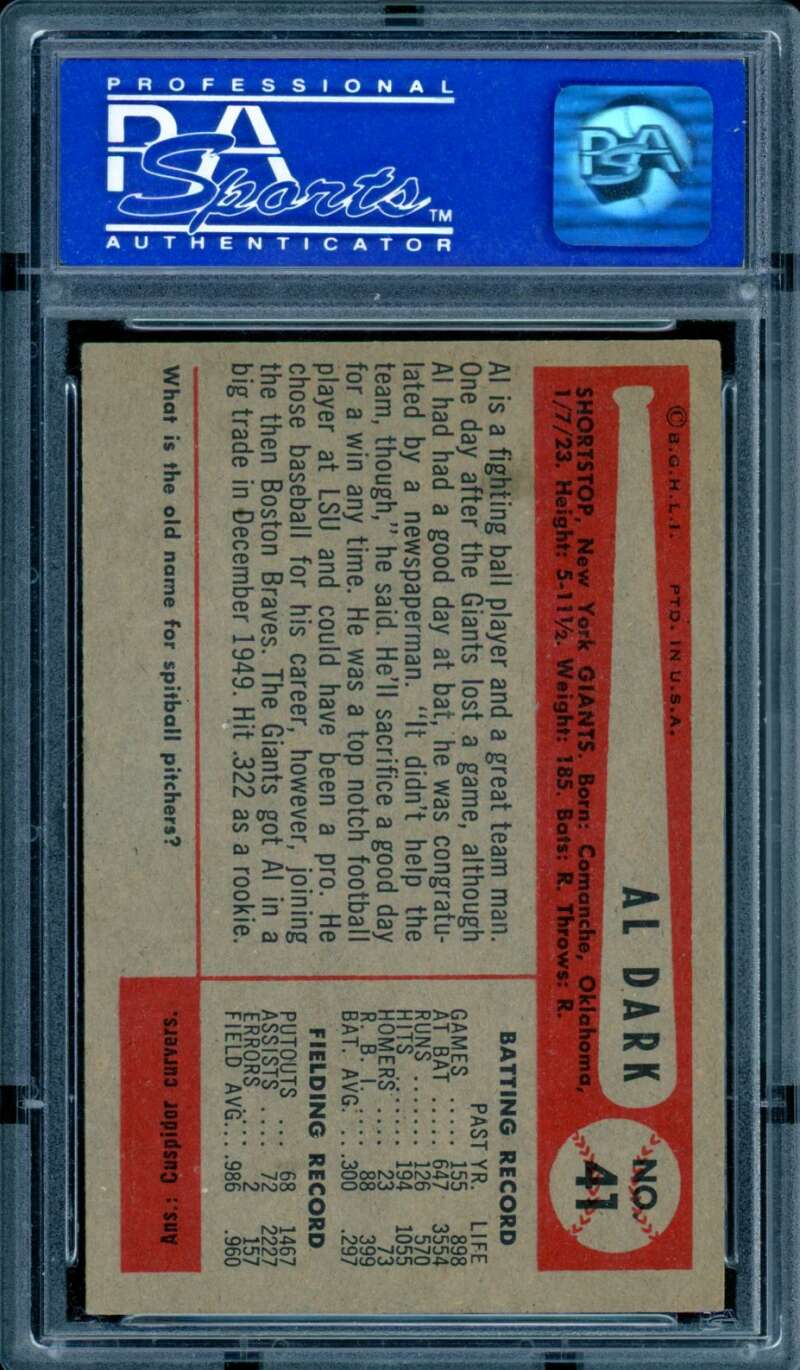 PROFESSIONAL
PSA
Sports™
AUTHENTICATOR
PSA
© B.G.H.L.I. PTD. IN U.S.A.
AL DARK
NO. 41
SHORTSTOP, New York GIANTS. Born: Comanche, Oklahoma,
1/7/23. Height: 5-11½. Weight: 185. Bats: R. Throws: R.
Al is a fighting ball player and a great team man.
One day after the Giants lost a game, although
Al had had a good day at bat, he was congratu-
lated by a newspaperman. "It didn't help the
team, though," he said. He'll sacrifice a good day
for a win any time. He was a top notch football
player at LSU and could have been a pro. He
chose baseball for his career, however, joining
the then Boston Braves. The Giants got Al in a
big trade in December 1949. Hit .322 as a rookie.
BATTING RECORD
PAST YR. LIFE
GAMES ..... 155 898
AT BAT ..... 647 3554
RUNS ...... 126 570
HITS ...... 194 1055
HOMERS ..... 23 73
R. B. I. .... 88 399
BAT. AVG. ... .300 .297
FIELDING RECORD
PUTOUTS ... 68 1467
ASSISTS .... 72 2227
ERRORS .... 2 157
FIELD AVG. ... .986 .960
What is the old name for spitball pitchers?
Ans.: Cuspidor curvers.